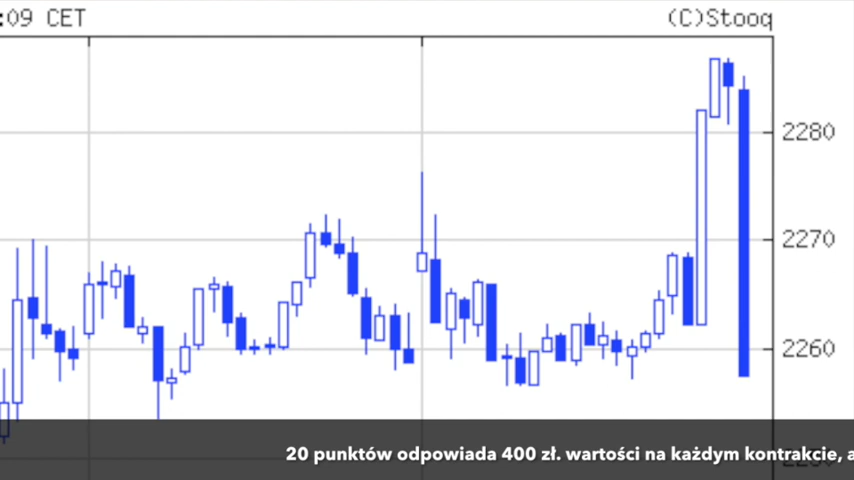 :09 CET
(C)Stooq
2280
2270
2260
20 punktów odpowiada 400 zł. wartości na każdym kontrakcie, a